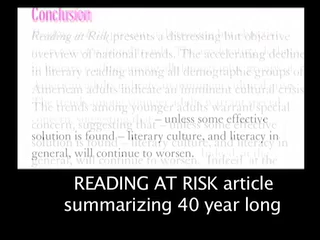 Conclusion:
Reading at Risk presents a distressing but objective
overview of national trends. The accelerating decline
in literary reading among all demographic groups of
American adults indicate an imminent cultural crisis.
The trends among younger adults warrant special
concern, suggesting that – unless some effective
solution is found – literary culture, and literacy in
general, will continue to worsen.
READING AT RISK article
summarizing 40 year long